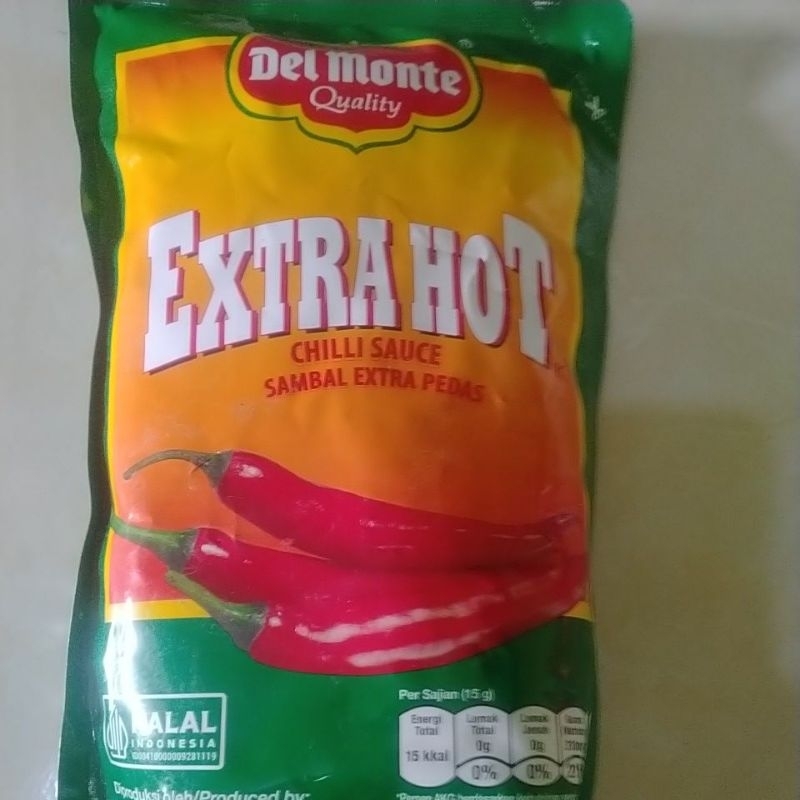 Del Monte
Quality
EXTRA HOT
CHILLI SAUCE
SAMBAL EXTRA PEDAS
HALAL
INDONESIA
Per Sajian (15 g)
Energi Total
15 kkal
Lemak Total
0g
0%
Lemak Jenuh
0g
0%
Diproduksi oleh/Produced by: